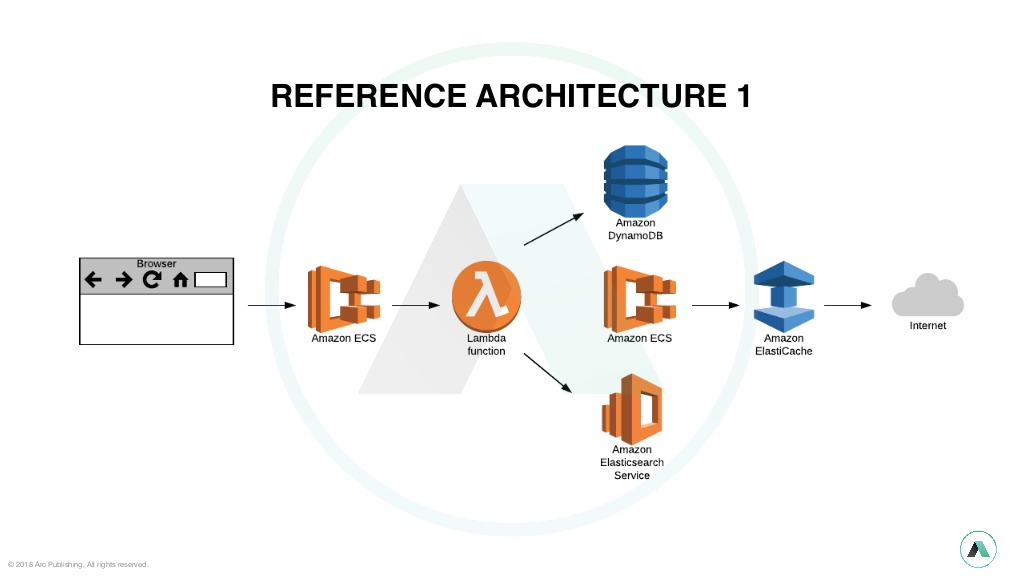 REFERENCE ARCHITECTURE 1
Browser
Amazon ECS
Lambda
function
Amazon
DynamoDB
Amazon ECS
Amazon
Elasticsearch
Service
Amazon
ElastiCache
Internet
© 2018 Arc Publishing, All rights reserved.